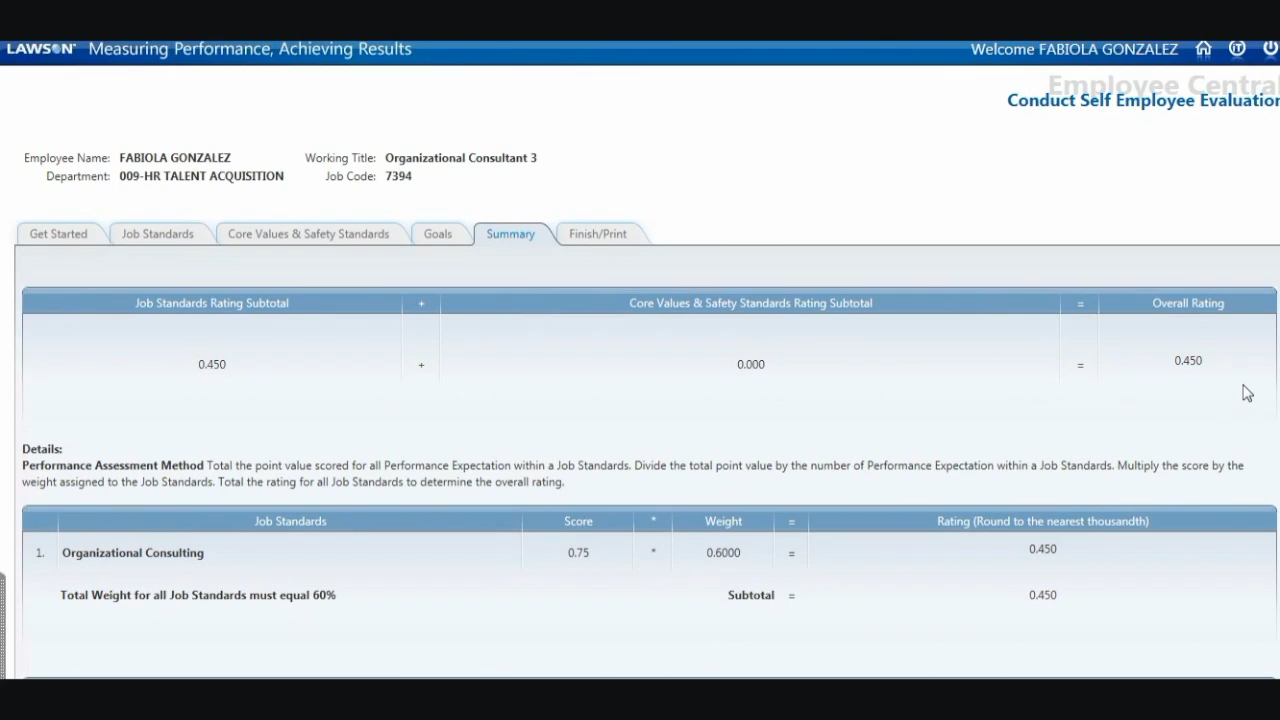 LAWSON Measuring Performance, Achieving Results Welcome FABIOLA GONZALEZ
Employee Central
Conduct Self Employee Evaluation
Employee Name: FABIOLA GONZALEZ Working Title: Organizational Consultant 3
Department: 009-HR TALENT ACQUISITION Job Code: 7394
Get Started Job Standards Core Values & Safety Standards Goals Summary Finish/Print
Job Standards Rating Subtotal + Core Values & Safety Standards Rating Subtotal = Overall Rating
0.450 + 0.000 = 0.450
Details:
Performance Assessment Method Total the point value scored for all Performance Expectation within a Job Standards. Divide the total point value by the number of Performance Expectation within a Job Standards. Multiply the score by the
weight assigned to the Job Standards. Total the rating for all Job Standards to determine the overall rating.
Job Standards Score * Weight = Rating (Round to the nearest thousandth)
1. Organizational Consulting 0.75 * 0.6000 = 0.450
Total Weight for all Job Standards must equal 60% Subtotal = 0.450